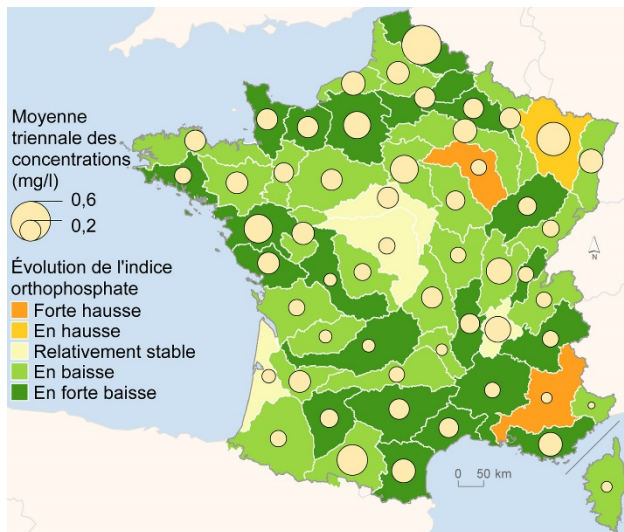 Moyenne
triennale des
concentrations
(mg/l)
0,6
0,2
Évolution de l'indice
orthophosphate
Forte hausse
En hausse
Relativement stable
En baisse
En forte baisse
N
0 50 km